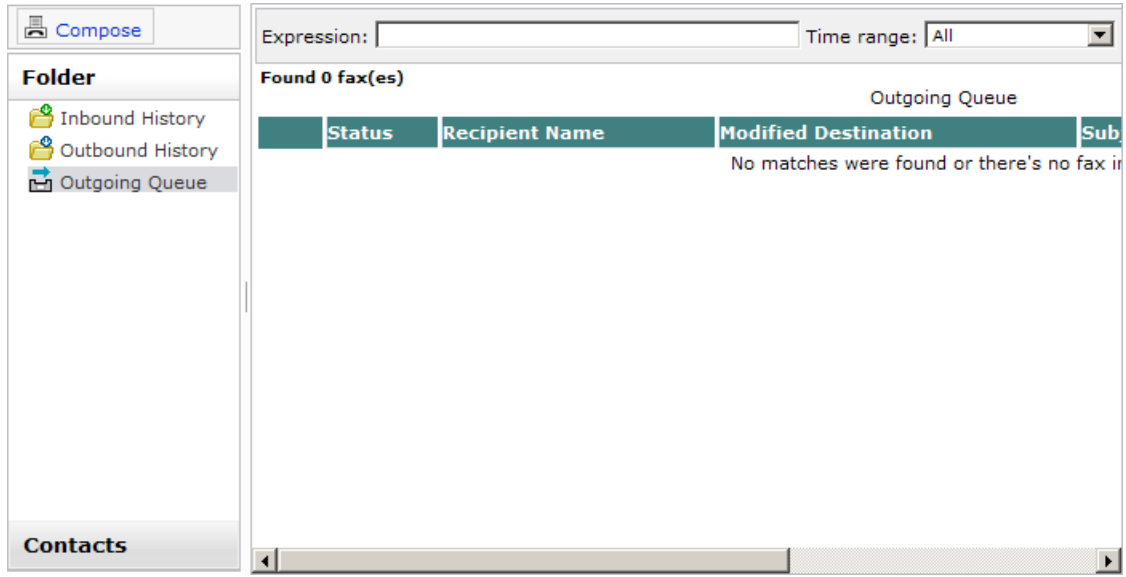 Compose
Folder
Inbound History
Outbound History
Outgoing Queue
Contacts
Expression: Time range: All
Found 0 fax(es)
Outgoing Queue
Status Recipient Name Modified Destination
No matches were found or there's no fax